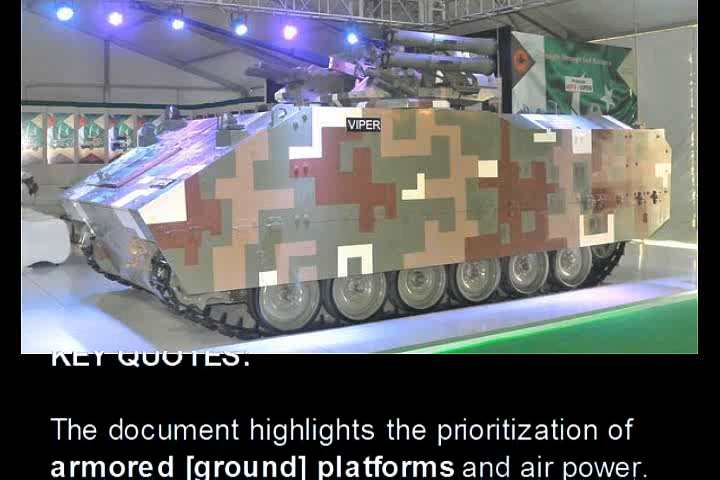 VIPER
KEY QUOTES:
The document highlights the prioritization of
armored [ground] platforms and air power.